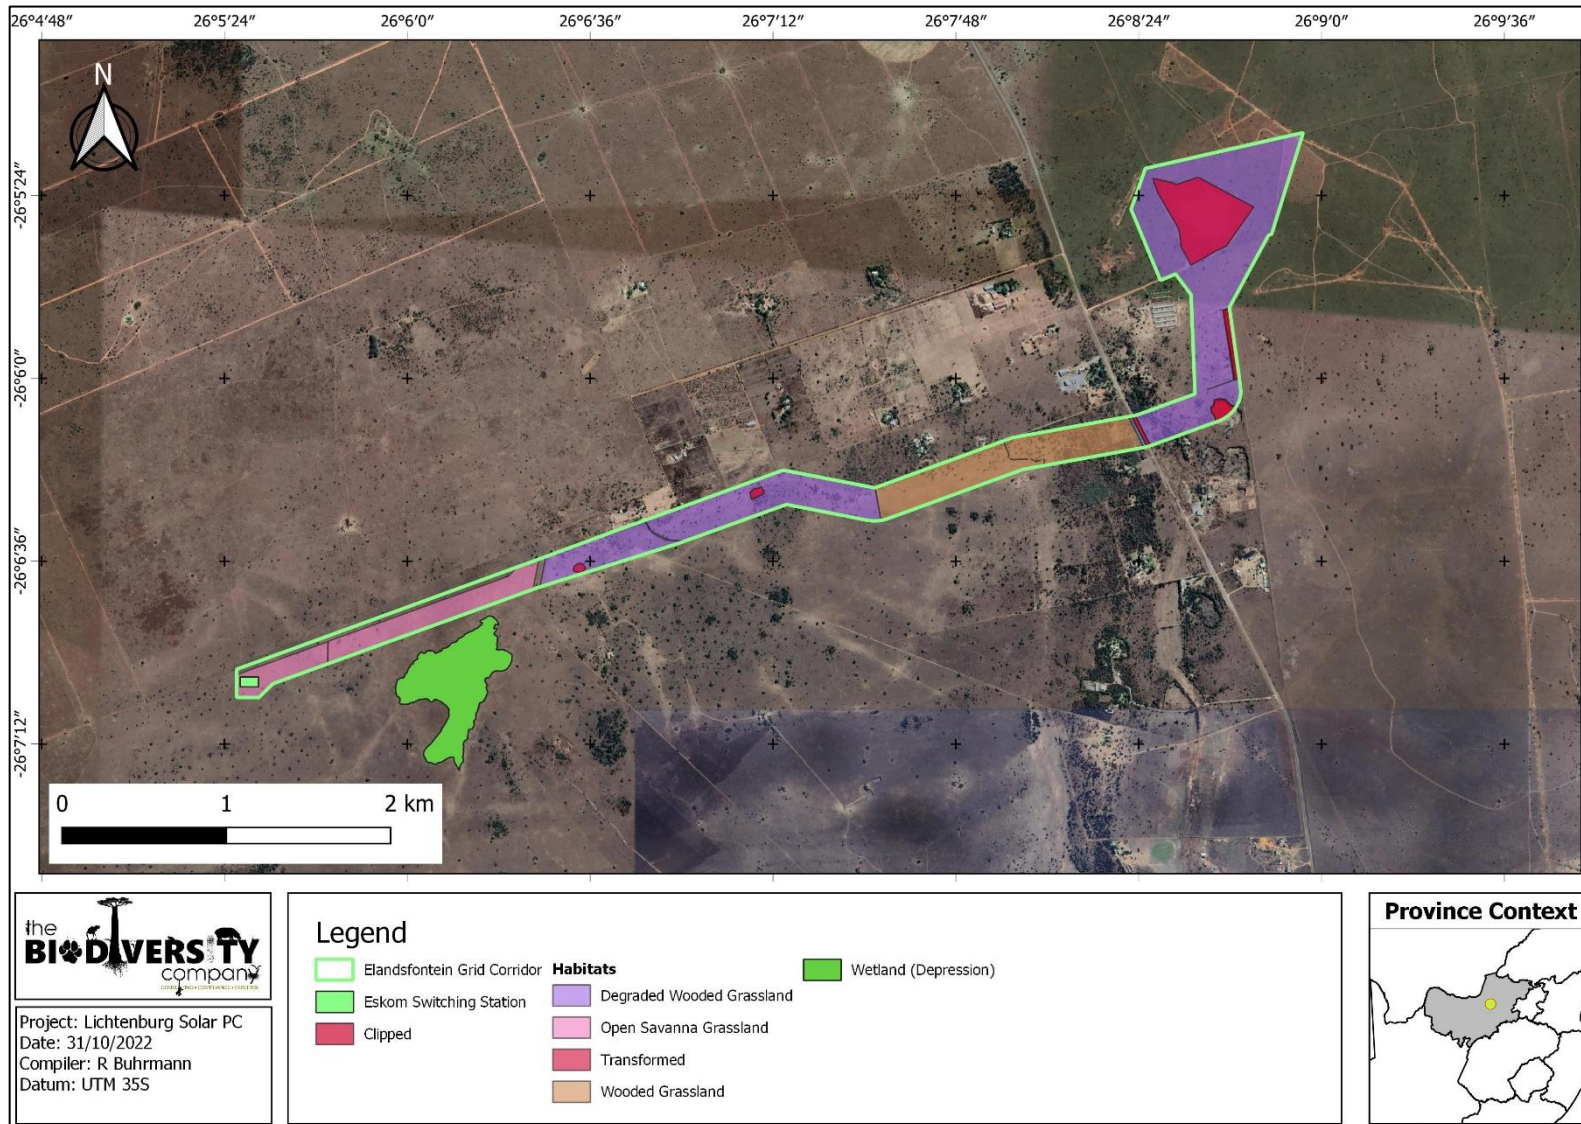 26°4′48″ 26°5′24″ 26°6′0″ 26°6′36″ 26°7′12″ 26°7′48″ 26°8′24″ 26°9′0″ 26°9′36″
N
-26°5′24″
-26°6′0″
-26°6′36″
-26°7′12″
0 1 2 km
the
BIODIVERSITY
company
Project: Lichtenburg Solar PC
Date: 31/10/2022
Compiler: R Buhrmann
Datum: UTM 35S
Legend
Elandsfontein Grid Corridor
Eskom Switching Station
Clipped
Habitats
Degraded Wooded Grassland
Open Savanna Grassland
Transformed
Wooded Grassland
Wetland (Depression)
Province Context